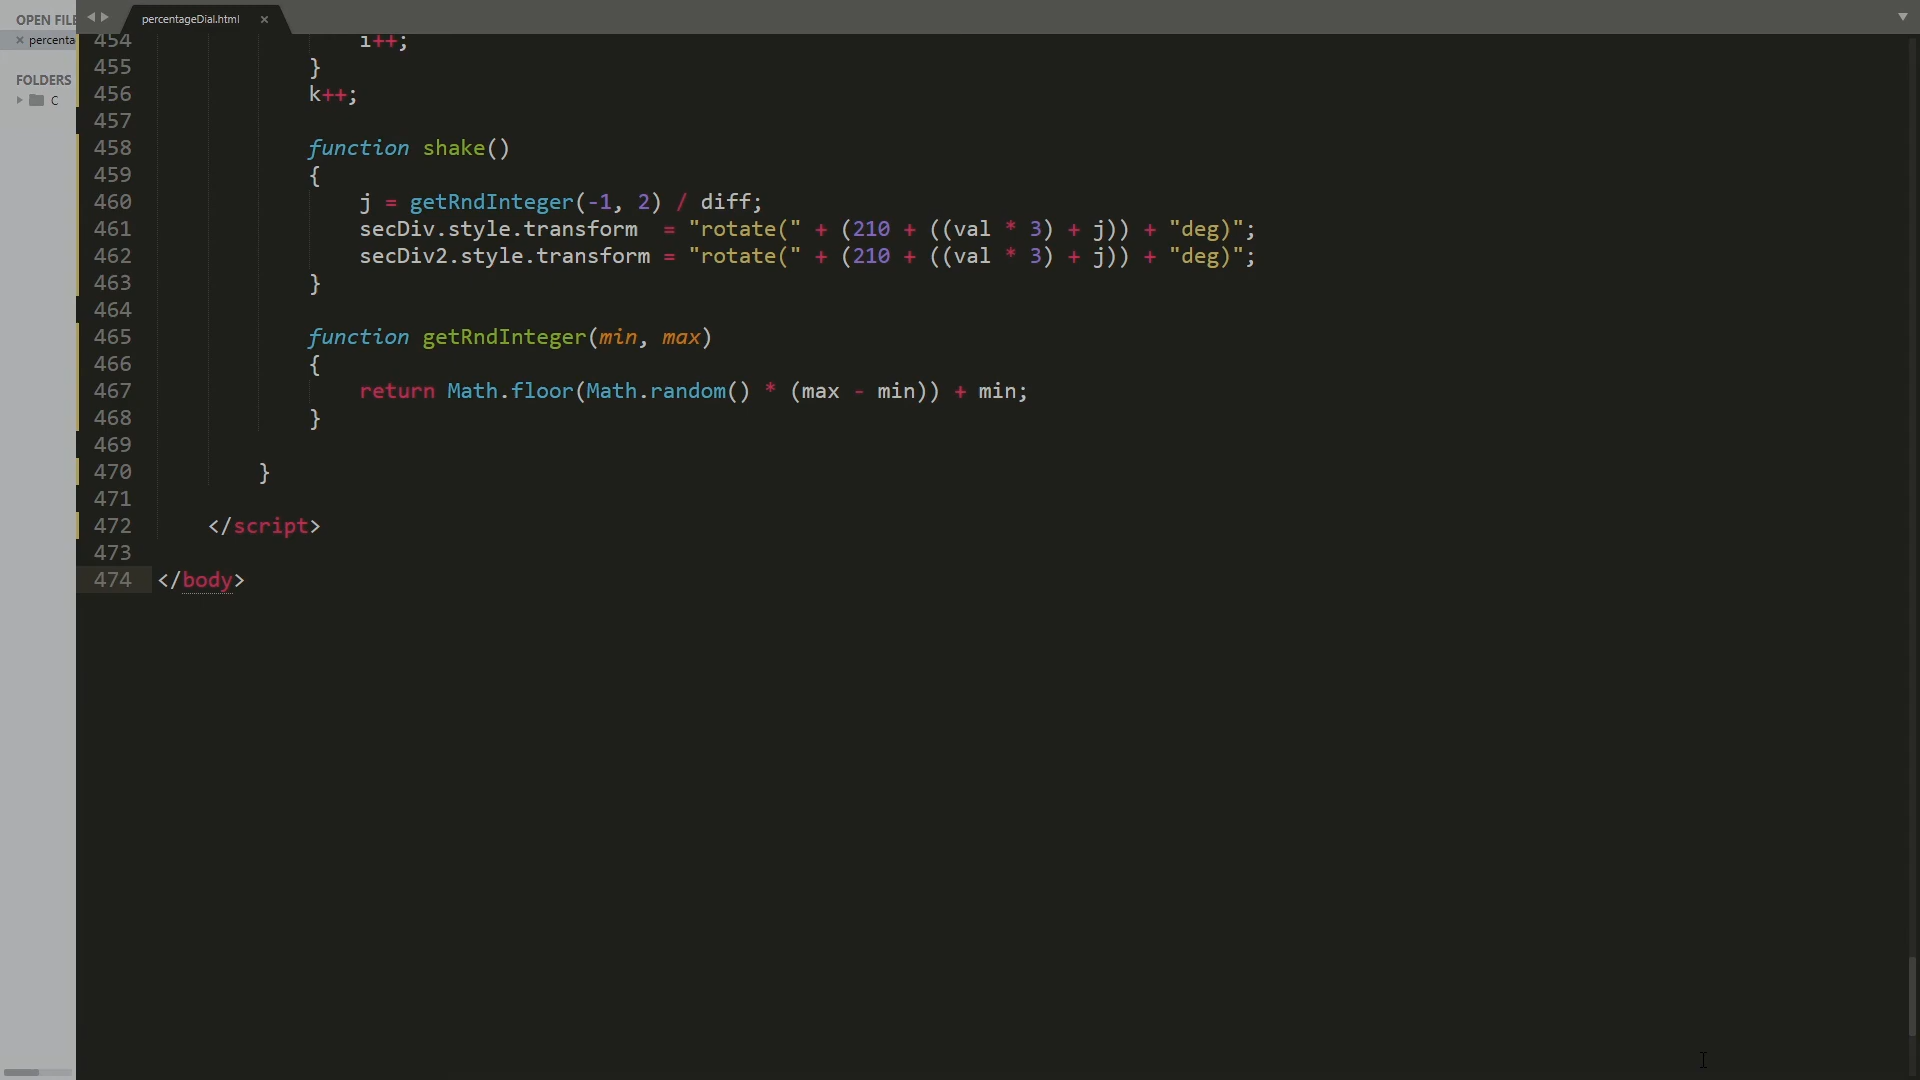 OPEN FILE
percenta
FOLDERS
C
percentageDial.html
454 i++;
455 }
456 k++;
457
458 function shake()
459 {
460 j = getRndInteger(-1, 2) / diff;
461 secDiv.style.transform  = "rotate(" + (210 + ((val * 3) + j)) + "deg)";
462 secDiv2.style.transform = "rotate(" + (210 + ((val * 3) + j)) + "deg)";
463 }
464
465 function getRndInteger(min, max)
466 {
467 return Math.floor(Math.random() * (max - min)) + min;
468 }
469
470 }
471
472 </script>
473
474 </body>